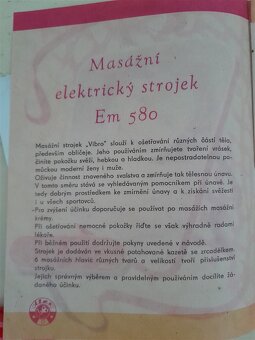 Masážní
elektrický strojek
Em 580
Masážní strojek „Vibro" slouží k ošetřování různých částí těla,
především obličeje. Jeho používáním zmírňujete tvoření vrásek,
činíte pokožku svěží, hebkou a hladkou. Je nepostradatelnou po-
můckou moderní ženy i muže.
Oživuje činnost znaveného svalstva a zmírňuje tak tělesnou únavu.
V tomto směru stává se vyhledávaným pomocníkem při únavě. Je
tedy dobrým prostředkem ke zmírnění únavy a k získání svěžesti
i u všech sportovců.
Pro zvýšení účinku doporučuje se používat po masážích masážní
krémy.
Při ošetřování nemocné pokožky řiďte se však výhradně radami
lékaře.
Při běžném použití dodržujte pokyny uvedené v návodě.
Strojek je dodáván ve vkusně potahované kazetě se zrcodélkem.
6 masážních hlavic různých tvarů a velikostí tvoří příslušenství
strojku.
Jejich správným výběrem a pravidelným používáním docílíte žá-
daného účinku.